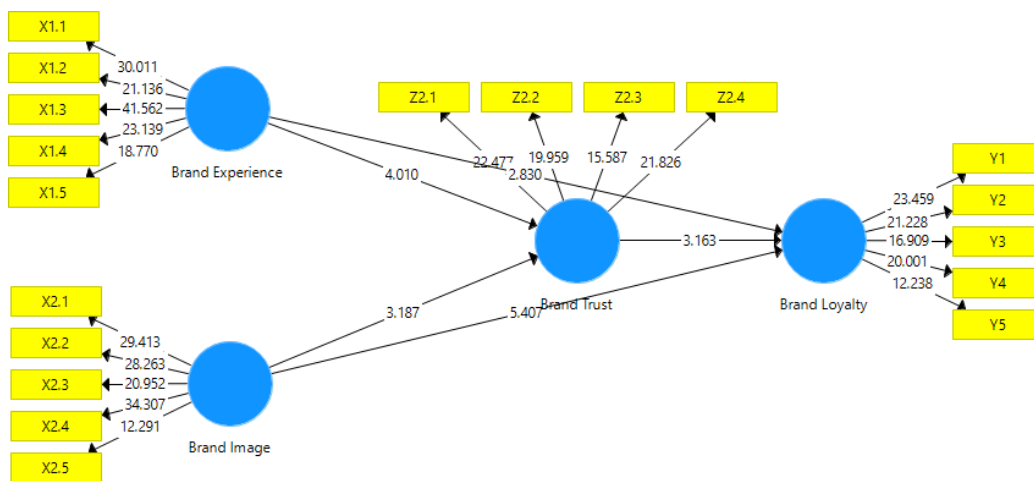 X1.1
X1.2
X1.3
X1.4
X1.5
30.011
21.136
41.562
23.139
18.770
Brand Experience
Z2.1
Z2.2
Z2.3
Z2.4
22.477
19.959
15.587
21.826
4.010
2.830
Brand Trust
3.163
3.187
5.407
Y1
Y2
Y3
Y4
Y5
23.459
21.228
16.909
20.001
12.238
Brand Loyalty
X2.1
X2.2
X2.3
X2.4
X2.5
29.413
28.263
20.952
34.307
12.291
Brand Image